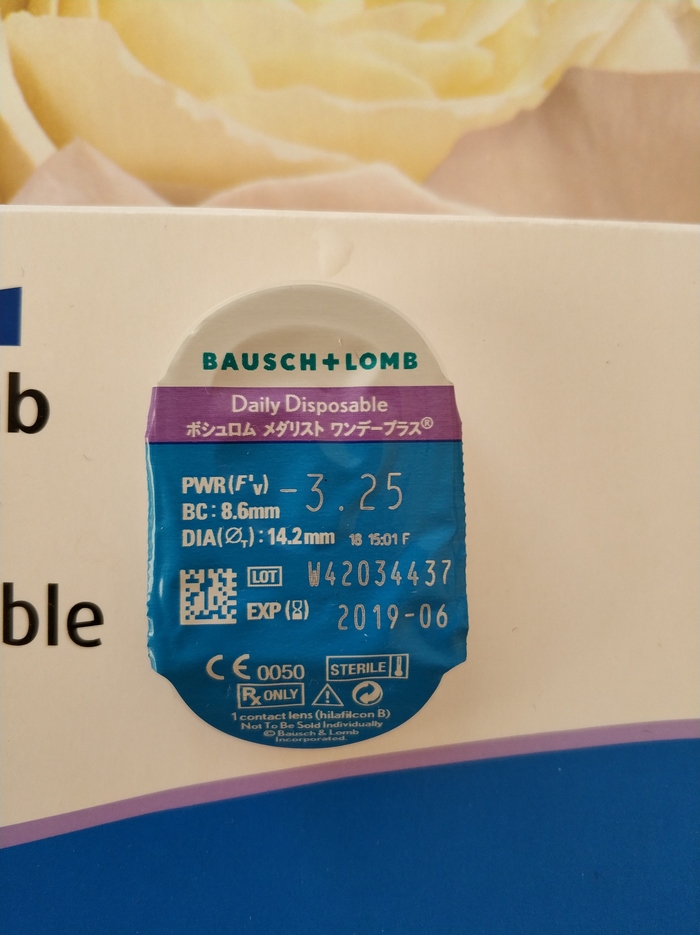 b
ble
BAUSCH+LOMB
Daily Disposable
ボシュロム メダリスト ワンデープラス®
PWR(F'v) -3.25
BC: 8.6mm
DIA(Ø_T): 14.2mm 18 15:01 F
LOT W42034437
EXP 2019-06
CE 0050 STERILE
Rx ONLY
1 contact lens (hilafilcon B)
Not To Be Sold Individually
© Bausch & Lomb
Incorporated.